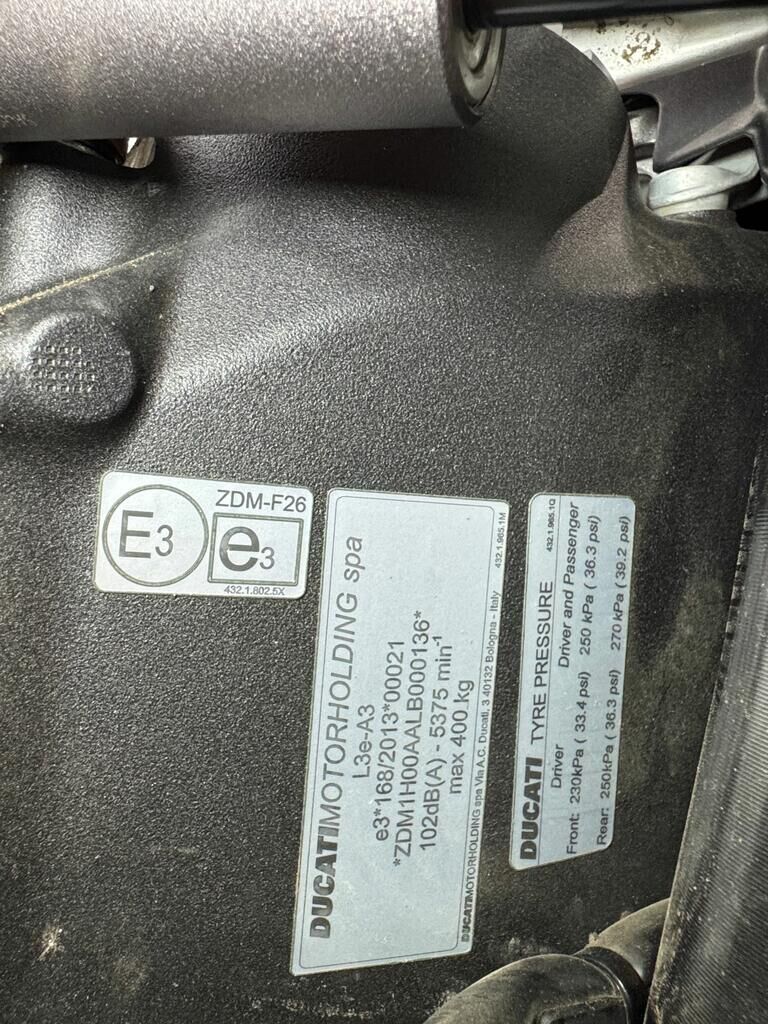 E3
ZDM-F26
e3
432.1.802.5X
DUCATIMOTORHOLDING spa
L3e-A3
e3*168/2013*00021
*ZDM1H00AALB000136*
102dB(A) - 5375 min-1
max 400 kg
DUCATIMOTORHOLDING spa Via A.C. Ducati, 3 40132 Bologna - Italy 432.1.965.1M
DUCATI TYRE PRESSURE 432.1.965.1Q
Driver Driver and Passenger
Front: 230kPa ( 33.4 psi) 250 kPa ( 36.3 psi)
Rear: 250kPa ( 36.3 psi) 270 kPa ( 39.2 psi)